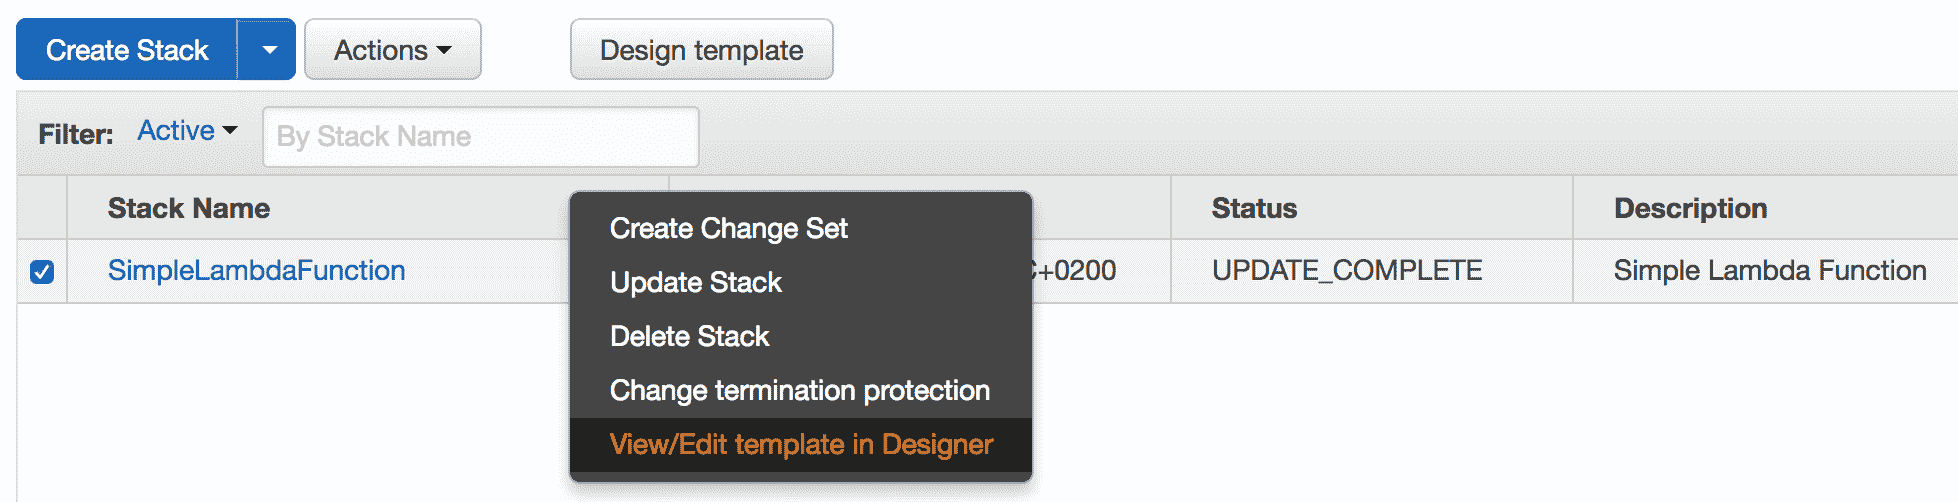 Create Stack Actions Design template
Filter: Active By Stack Name
Stack Name Status Description
SimpleLambdaFunction C+0200 UPDATE_COMPLETE Simple Lambda Function
Create Change Set
Update Stack
Delete Stack
Change termination protection
View/Edit template in Designer